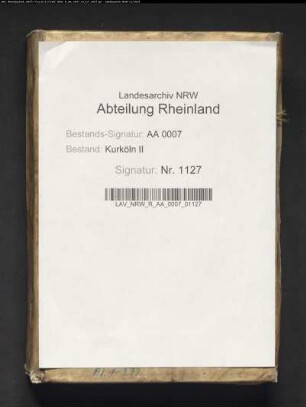 Landesarchiv NRW
Abteilung Rheinland
Bestands-Signatur: AA 0007
Bestand: Kurköln II
Signatur: Nr. 1127
LAV_NRW_R_AA_0007_01127